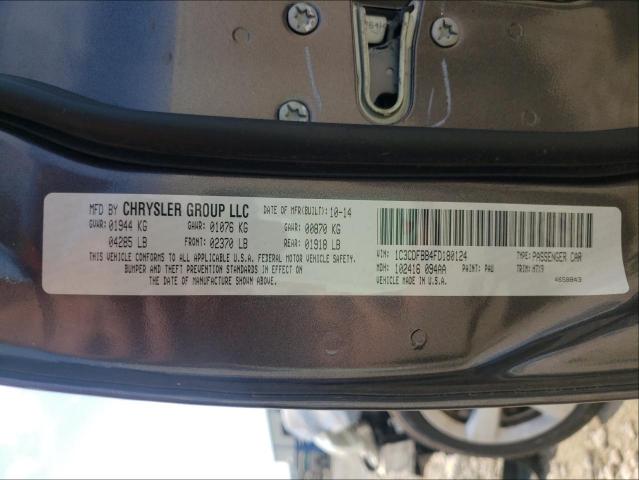 MFD BY CHRYSLER GROUP LLC DATE OF MFR(BUILT): 10-14
GVWR: 01944 KG GAWR: 01076 KG GAWR: 00870 KG
04285 LB FRONT: 02370 LB REAR: 01918 LB
THIS VEHICLE CONFORMS TO ALL APPLICABLE U.S.A. FEDERAL MOTOR VEHICLE SAFETY,
BUMPER AND THEFT PREVENTION STANDARDS IN EFFECT ON
THE DATE OF MANUFACTURE SHOWN ABOVE.
VIN: 1C3CDFBB4FD180124 TYPE: PASSENGER CAR
MDH: 102416 094AA PAINT: PAU TRIM: H7X9
VEHICLE MADE IN U.S.A. 4658843